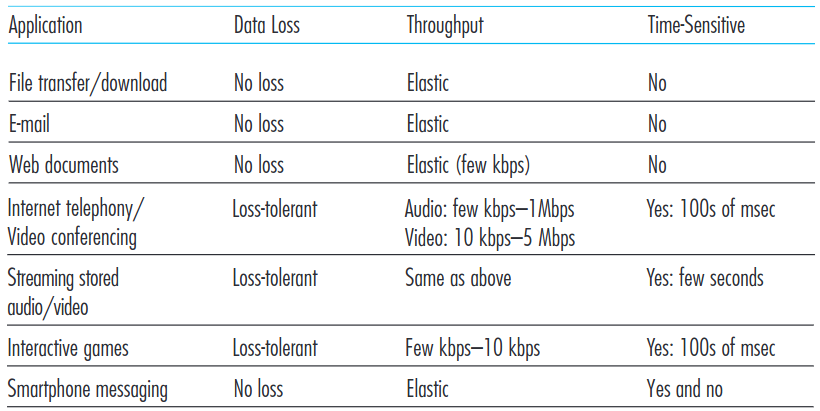 Application Data Loss Throughput Time-Sensitive
File transfer/download No loss Elastic No
E-mail No loss Elastic No
Web documents No loss Elastic (few kbps) No
Internet telephony/ Loss-tolerant Audio: few kbps–1Mbps Yes: 100s of msec
Video conferencing Video: 10 kbps–5 Mbps
Streaming stored Loss-tolerant Same as above Yes: few seconds
audio/video
Interactive games Loss-tolerant Few kbps–10 kbps Yes: 100s of msec
Smartphone messaging No loss Elastic Yes and no